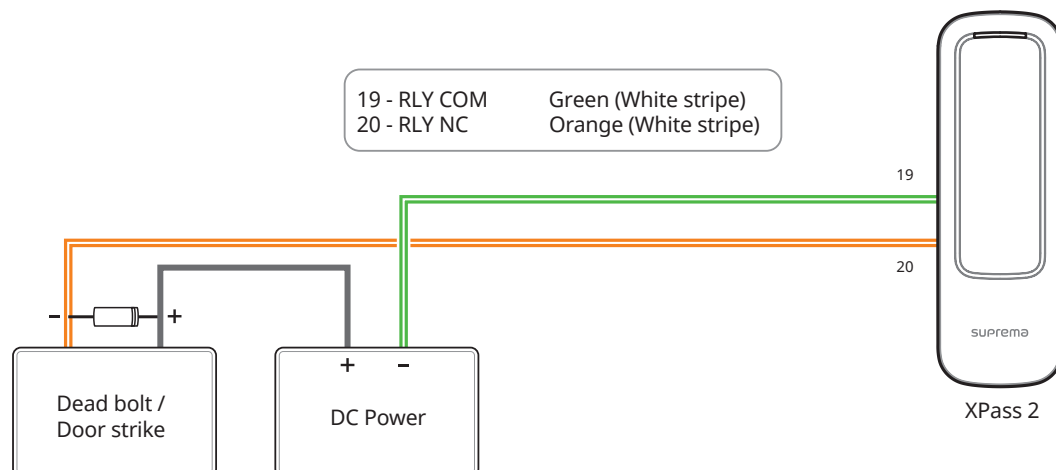 19 - RLY COM Green (White stripe)
20 - RLY NC Orange (White stripe)
19
20
- +
+ -
suprema
Dead bolt /
Door strike
DC Power
XPass 2